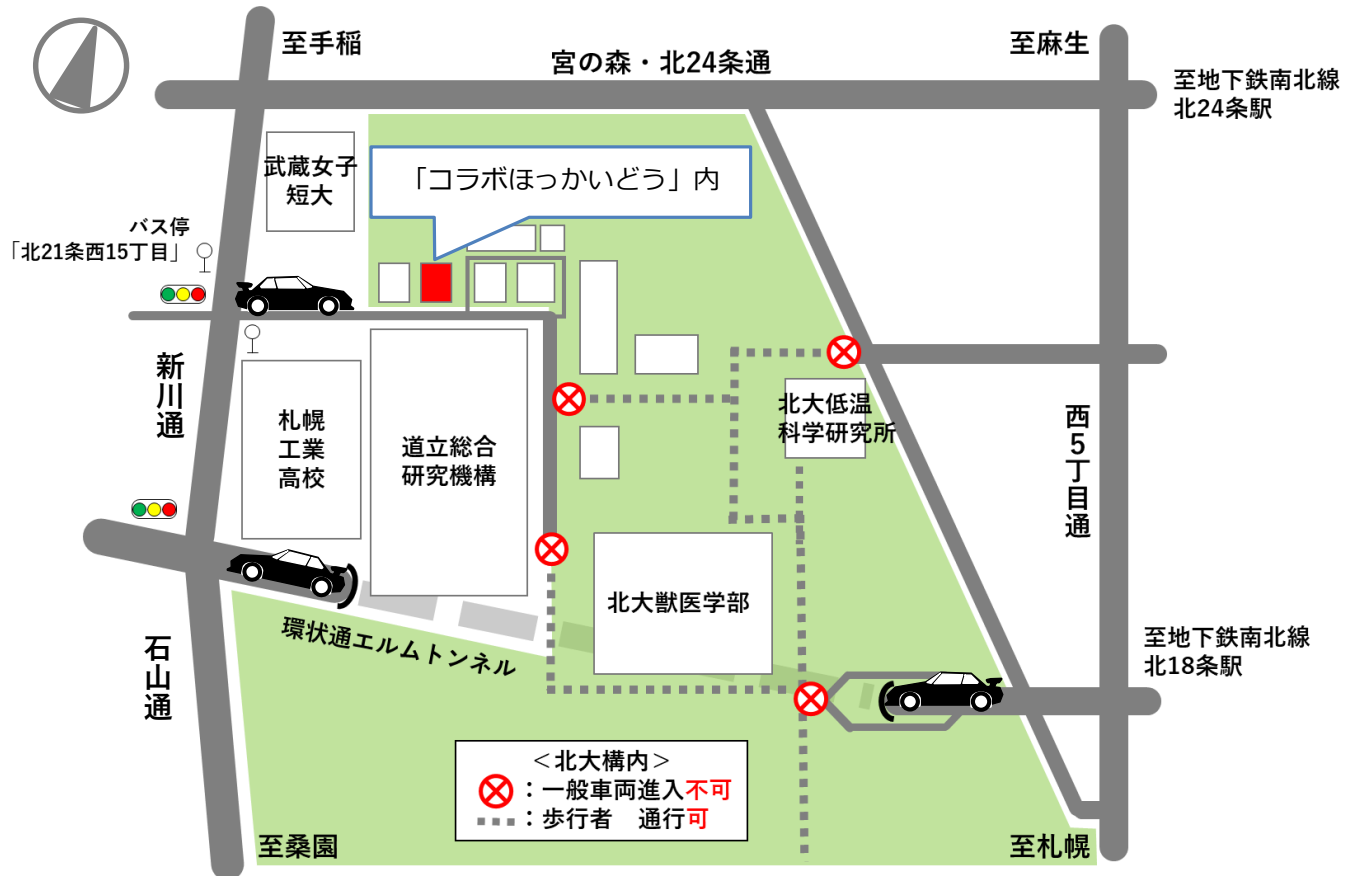 至手稲
宮の森・北24条通
至麻生
至地下鉄南北線
北24条駅
武蔵女子
短大
「コラボほっかいどう」内
バス停
「北21条西15丁目」
新川通
札幌
工業
高校
道立総合
研究機構
北大低温
科学研究所
西5丁目通
北大獣医学部
環状通エルムトンネル
石山通
至地下鉄南北線
北18条駅
＜北大構内＞
：一般車両進入不可
：歩行者　通行可
至桑園
至札幌